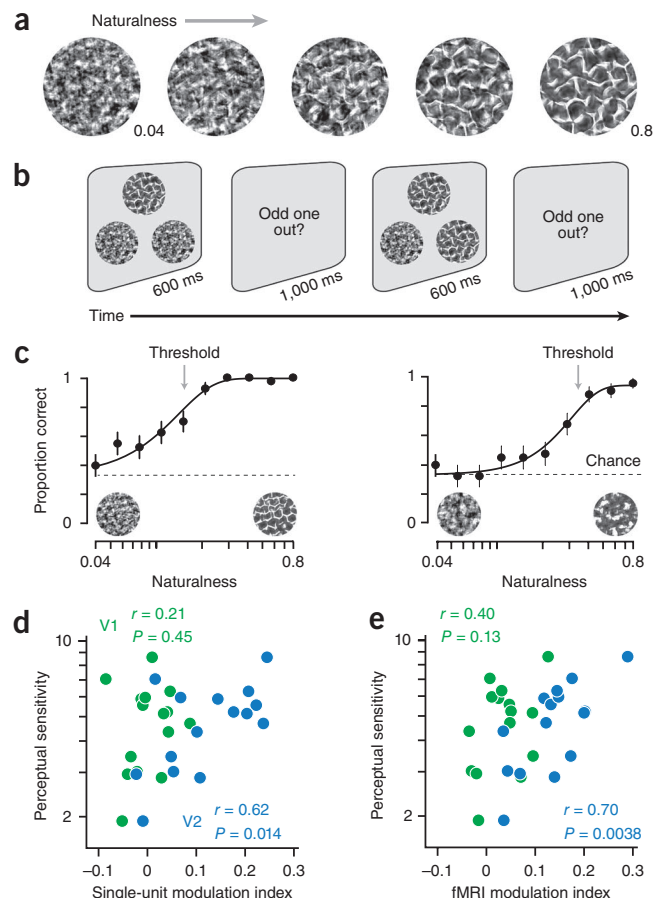 a
Naturalness
0.04
0.8
b
Odd one
out?
Odd one
out?
600 ms
1,000 ms
600 ms
1,000 ms
Time
c
Threshold
Threshold
Proportion correct
1
0
1
0
Chance
0.04
0.8
0.04
0.8
Naturalness
Naturalness
d
V1
r = 0.21
P = 0.45
V2
r = 0.62
P = 0.014
Perceptual sensitivity
10
2
–0.1
0
0.1
0.2
0.3
Single-unit modulation index
e
r = 0.40
P = 0.13
r = 0.70
P = 0.0038
Perceptual sensitivity
10
2
–0.1
0
0.1
0.2
0.3
fMRI modulation index